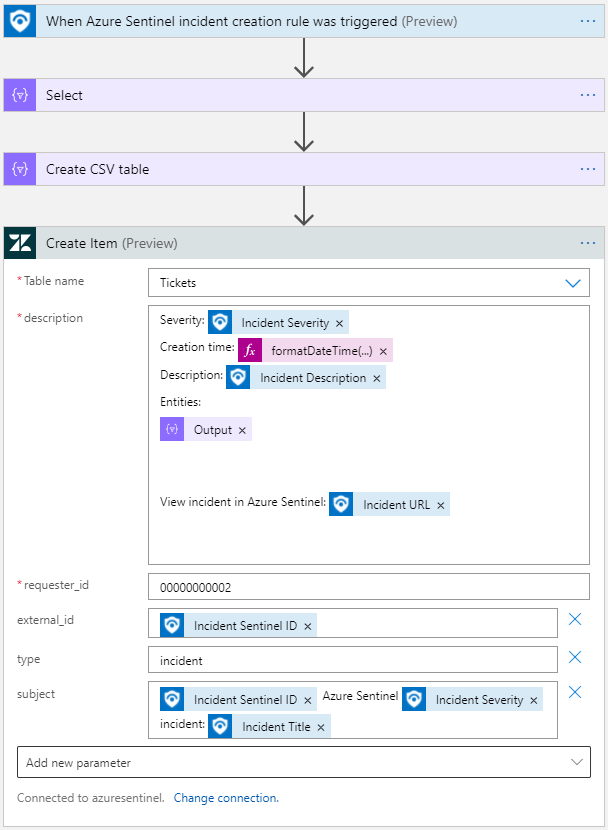 When Azure Sentinel incident creation rule was triggered (Preview)
Select
Create CSV table
Create Item (Preview)
* Table name
Tickets
* description
Severity: Incident Severity ×
Creation time: fx formatDateTime(...) ×
Description: Incident Description ×
Entities:
Output ×
View incident in Azure Sentinel: Incident URL ×
* requester_id
00000000002
external_id
Incident Sentinel ID ×
type
incident
subject
Incident Sentinel ID × Azure Sentinel Incident Severity ×
incident: Incident Title ×
Add new parameter
Connected to azuresentinel. Change connection.